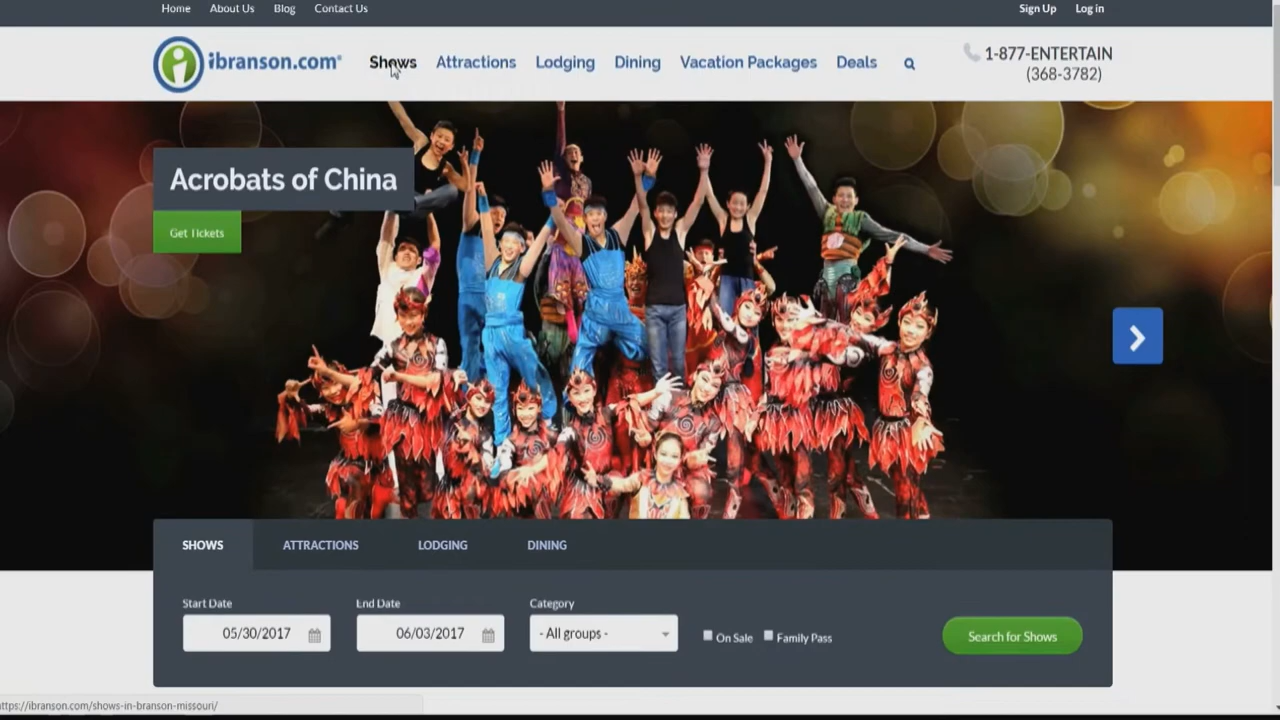 Home About Us Blog Contact Us Sign Up Log in
ibranson.com® Shows Attractions Lodging Dining Vacation Packages Deals 1-877-ENTERTAIN
(368-3782)
Acrobats of China
Get Tickets
SHOWS ATTRACTIONS LODGING DINING
Start Date End Date Category
05/30/2017 06/03/2017 - All groups - On Sale Family Pass Search for Shows
https://ibranson.com/shows-in-branson-missouri/